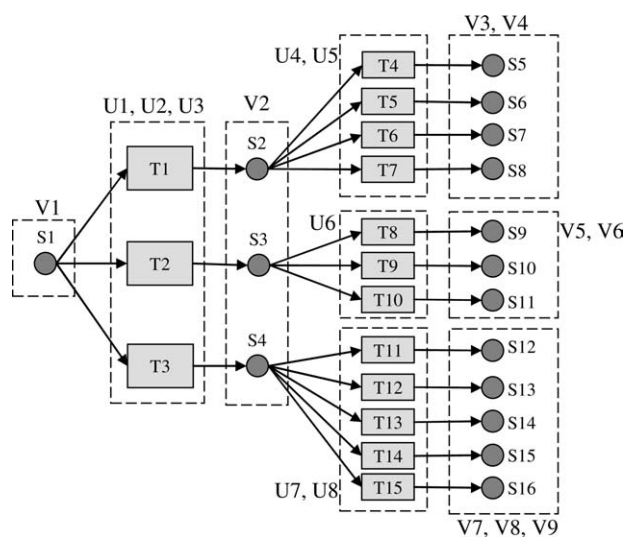 V3, V4
U4, U5
T4 S5
T5 S6
T6 S7
T7 S8
U1, U2, U3
V2
T1 S2
V1
S1
T2 S3
U6
T8 S9
T9 S10
T10 S11
V5, V6
T3 S4
T11 S12
T12 S13
T13 S14
T14 S15
T15 S16
U7, U8
V7, V8, V9